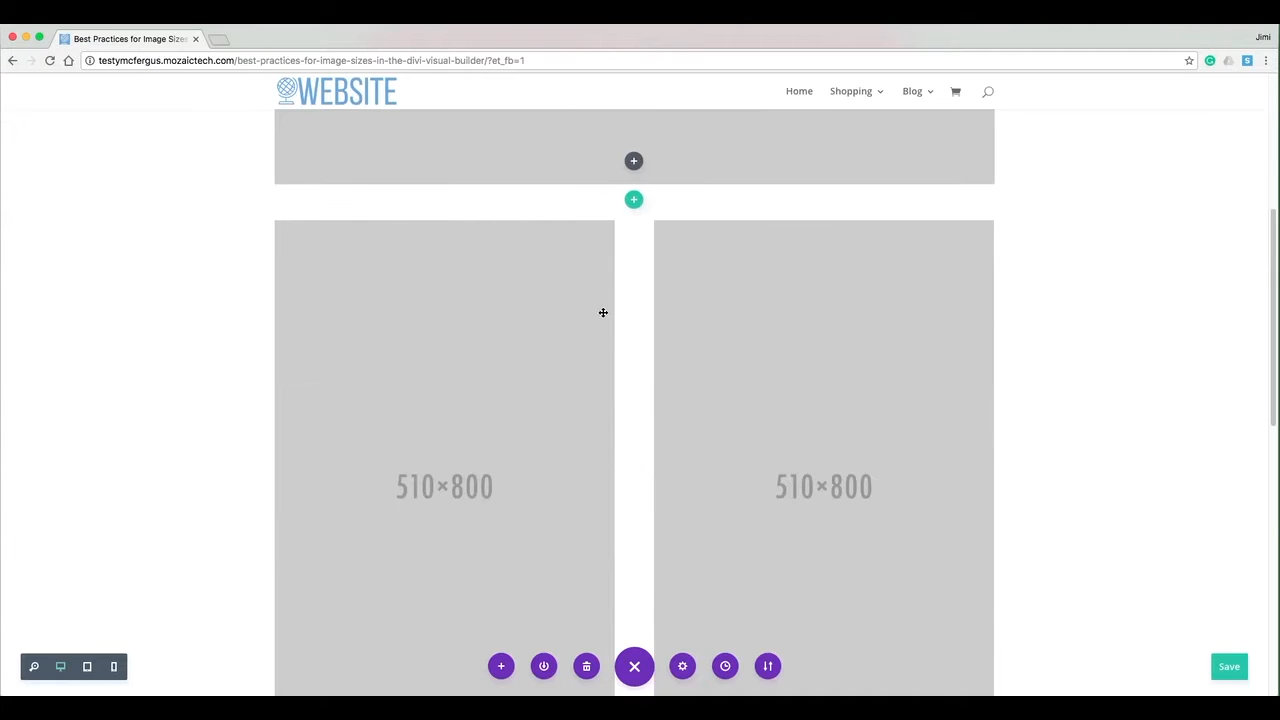 Best Practices for Image Sizes
Jimi
testymcfergus.mozaictech.com/best-practices-for-image-sizes-in-the-divi-visual-builder/?et_fb=1
WEBSITE
Home Shopping Blog
510×800 510×800
Save